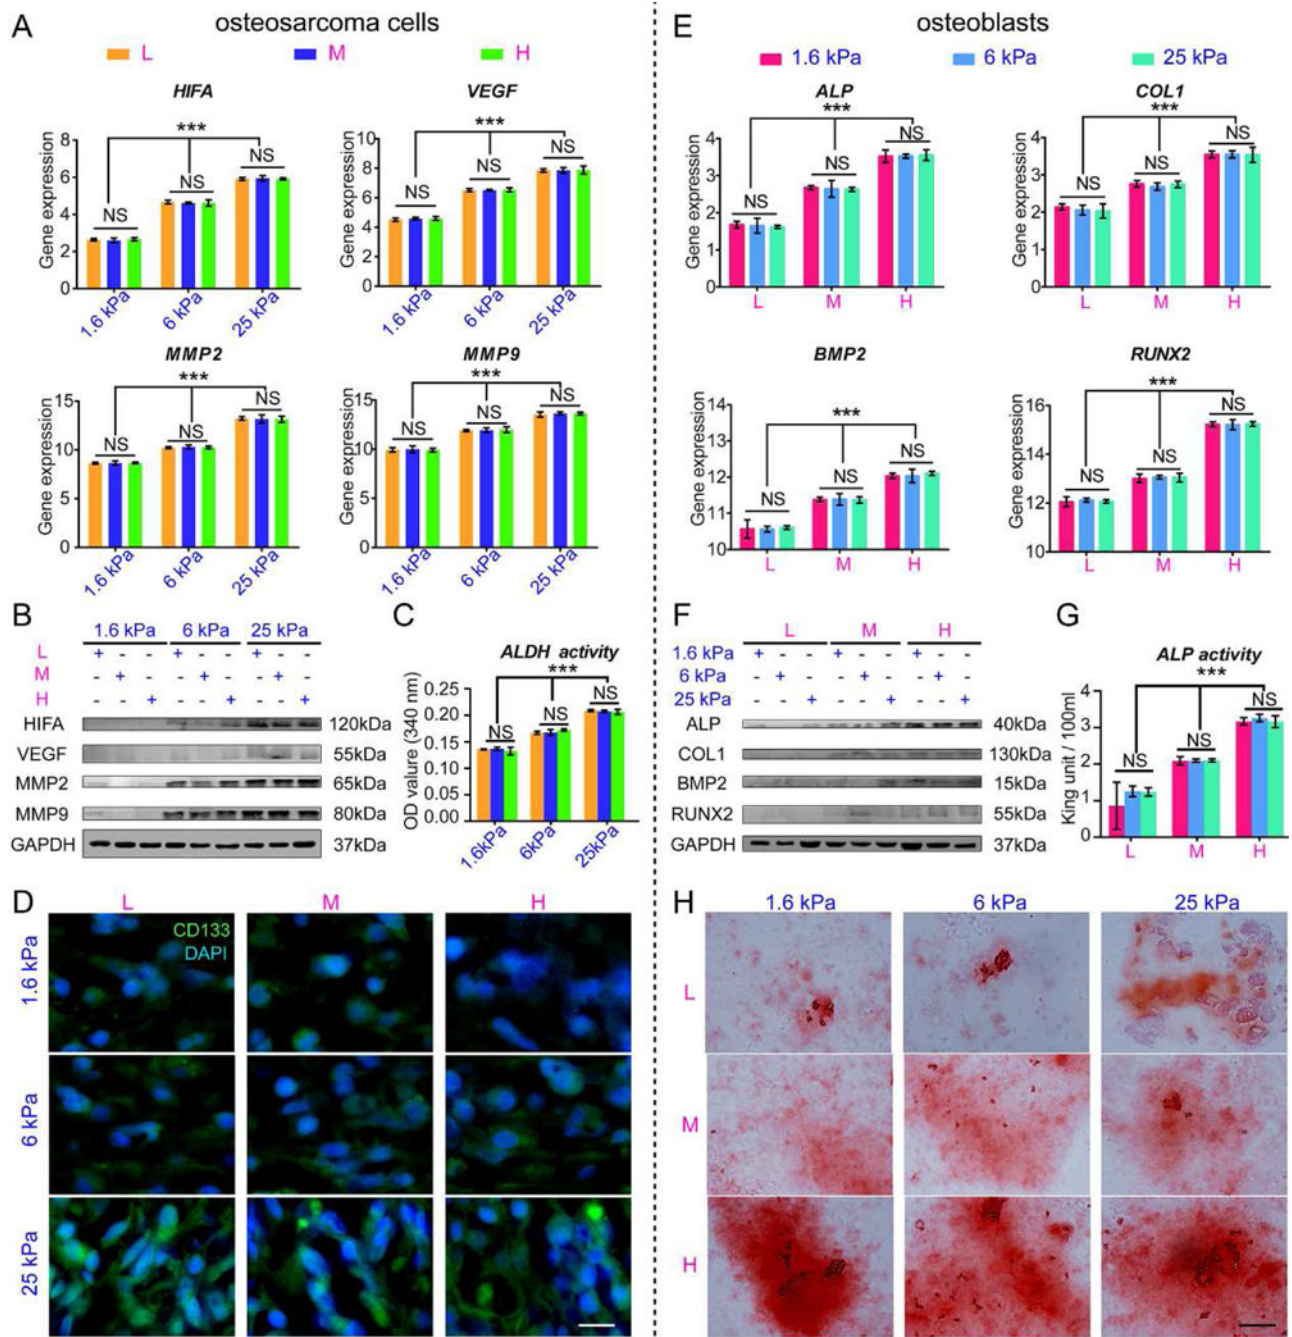 A osteosarcoma cells
L M H
HIFA
Gene expression
8
6
4
2
0
***
NS NS NS
1.6 kPa 6 kPa 25 kPa
VEGF
Gene expression
10
8
6
4
2
0
***
NS NS NS
1.6 kPa 6 kPa 25 kPa
MMP2
Gene expression
15
10
5
0
***
NS NS NS
1.6 kPa 6 kPa 25 kPa
MMP9
Gene expression
15
10
5
0
***
NS NS NS
1.6 kPa 6 kPa 25 kPa
B
1.6 kPa 6 kPa 25 kPa
L + - - + - - + - -
M - + - - + - - + -
H - - + - - + - - +
HIFA 120kDa
VEGF 55kDa
MMP2 65kDa
MMP9 80kDa
GAPDH 37kDa
C
ALDH activity
OD valure (340 nm)
0.25
0.20
0.15
0.10
0.05
0.00
***
NS NS NS
1.6kPa 6kPa 25kPa
D
L M H
CD133
DAPI
1.6 kPa
6 kPa
25 kPa
E osteoblasts
1.6 kPa 6 kPa 25 kPa
ALP
Gene expression
4
3
2
1
0
***
NS NS NS
L M H
COL1
Gene expression
4
3
2
1
0
***
NS NS NS
L M H
BMP2
Gene expression
14
13
12
11
10
***
NS NS NS
L M H
RUNX2
Gene expression
16
14
12
10
***
NS NS NS
L M H
F
L M H
1.6 kPa + - - + - - + - -
6 kPa - + - - + - - + -
25 kPa - - + - - + - - +
ALP 40kDa
COL1 130kDa
BMP2 15kDa
RUNX2 55kDa
GAPDH 37kDa
G
ALP activity
King unit / 100ml
4
3
2
1
0
***
NS NS NS
L M H
H
1.6 kPa 6 kPa 25 kPa
L
M
H